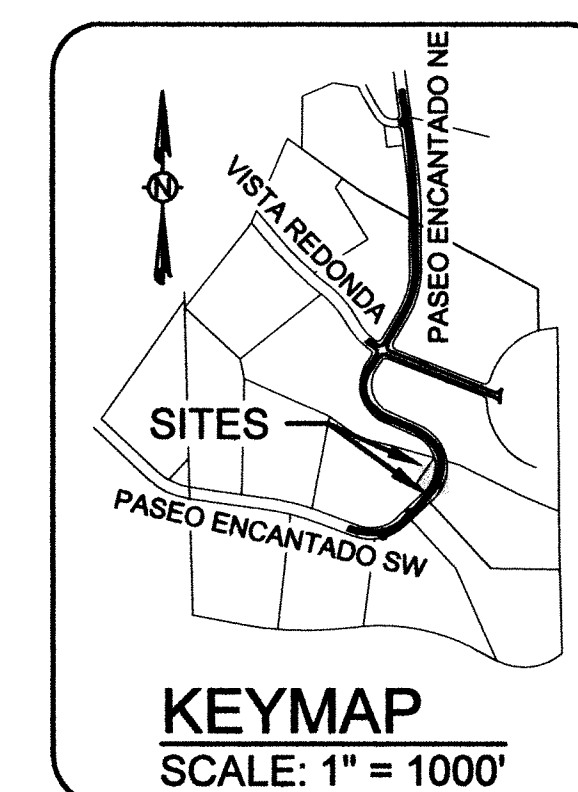 PASEO ENCANTADO NE
N
VISTA REDONDA
SITES
PASEO ENCANTADO SW
KEYMAP
SCALE: 1" = 1000'